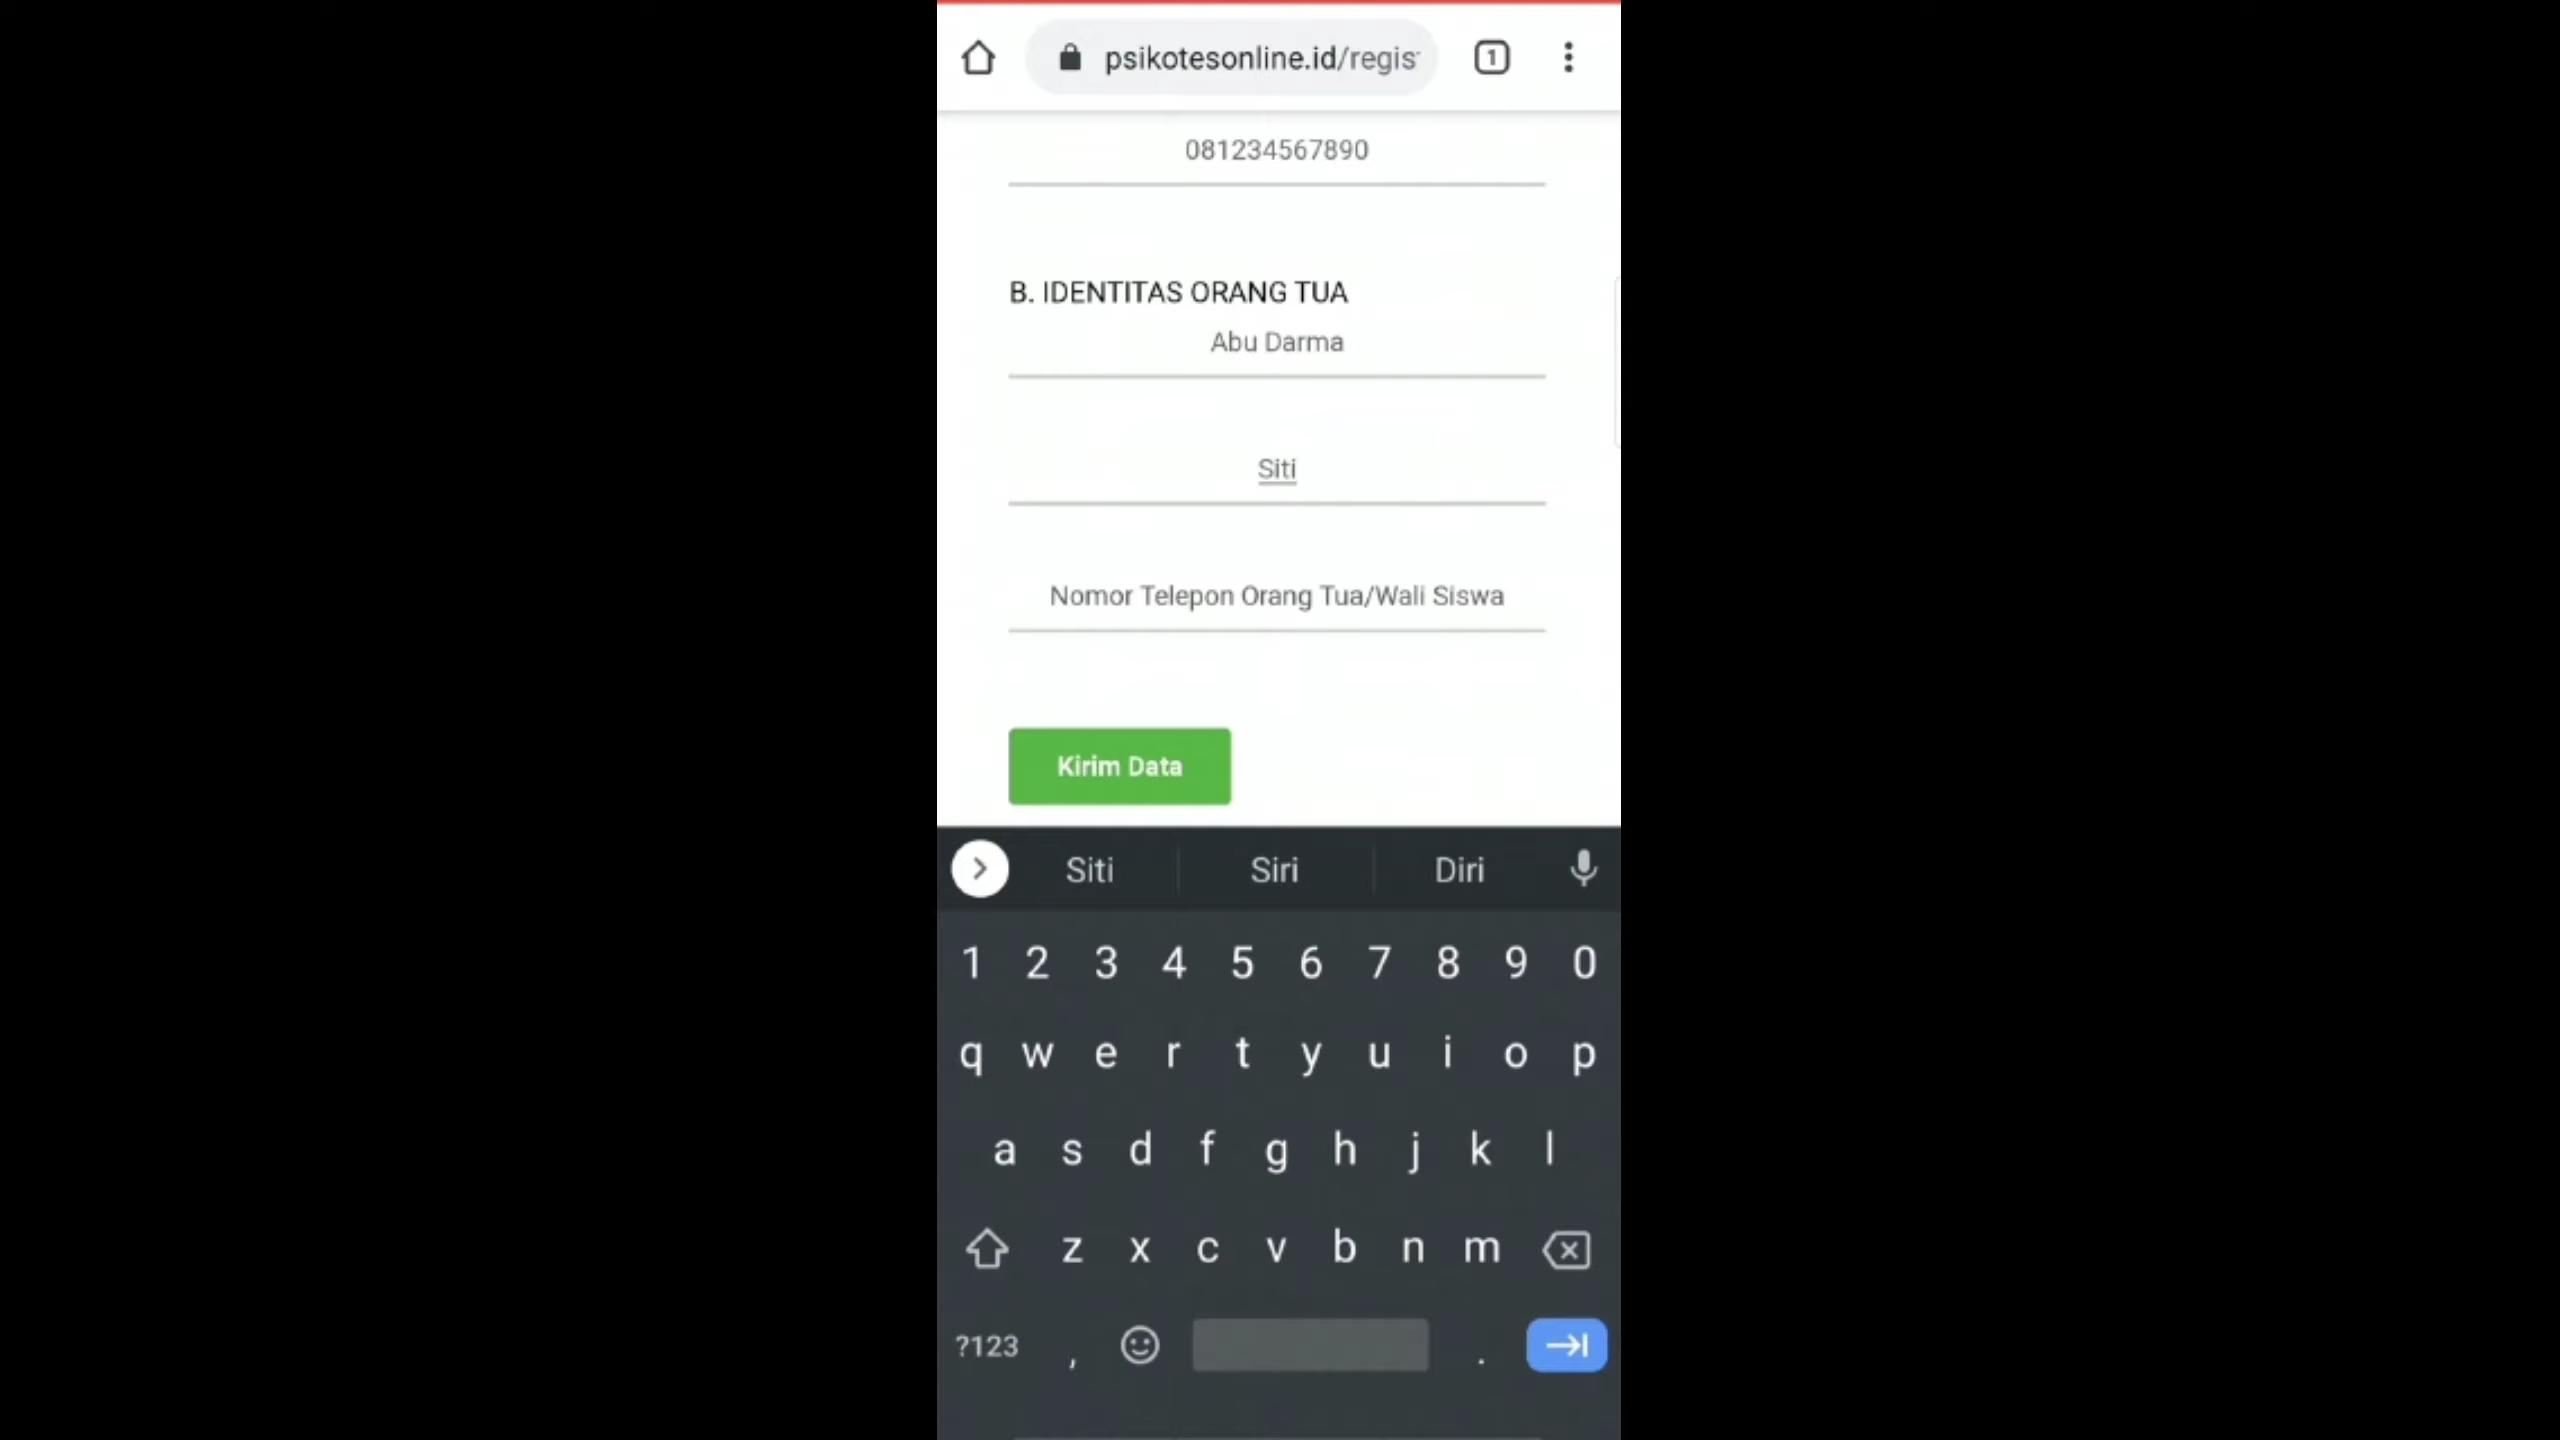 psikotesonline.id/regis
1
081234567890
B. IDENTITAS ORANG TUA
Abu Darma
Siti
Nomor Telepon Orang Tua/Wali Siswa
Kirim Data
Siti Siri Diri
1 2 3 4 5 6 7 8 9 0
q w e r t y u i o p
a s d f g h j k l
z x c v b n m
?123 , .